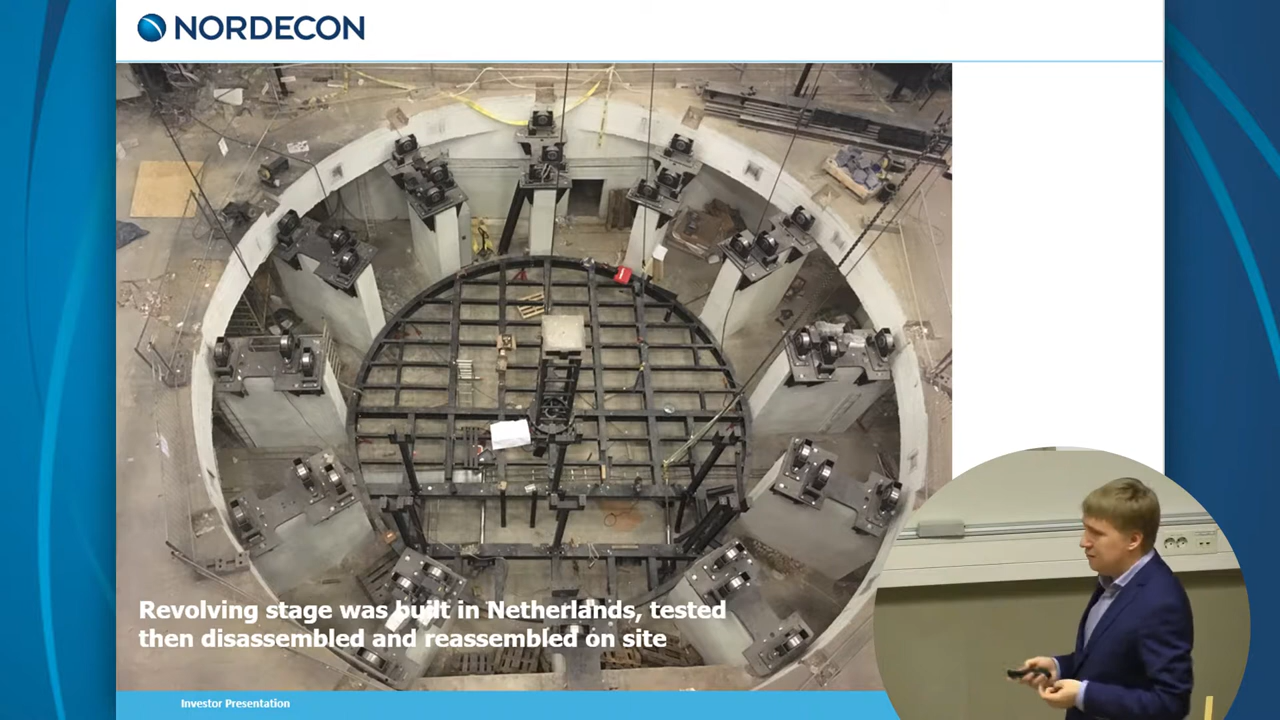 NORDECON
Revolving stage was built in Netherlands, tested
then disassembled and reassembled on site
Investor Presentation